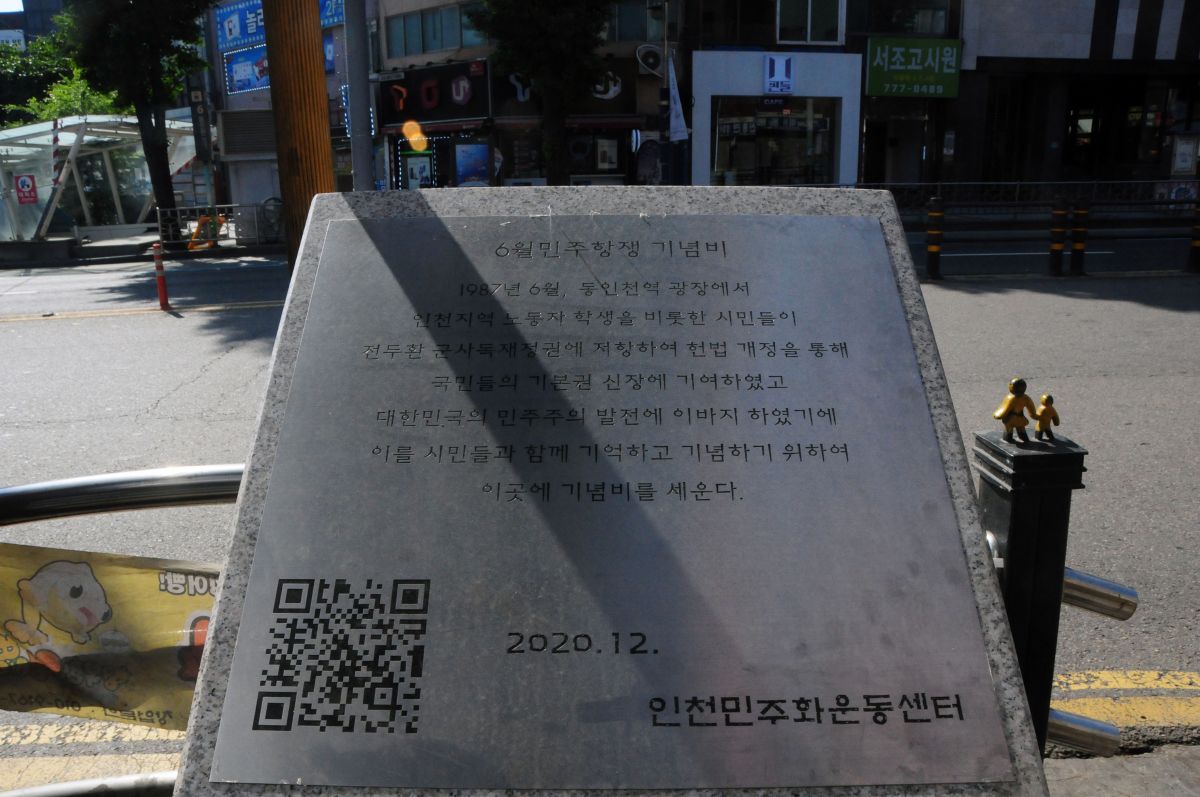 서조고시원
777-0489
CAFE
6월민주항쟁 기념비
1987년 6월, 동인천역 광장에서
인천지역 노동자 학생을 비롯한 시민들이
전두환 군사독재정권에 저항하여 헌법 개정을 통해
국민들의 기본권 신장에 기여하였고
대한민국의 민주주의 발전에 이바지 하였기에
이를 시민들과 함께 기억하고 기념하기 위하여
이곳에 기념비를 세운다.
2020.12.
인천민주화운동센터